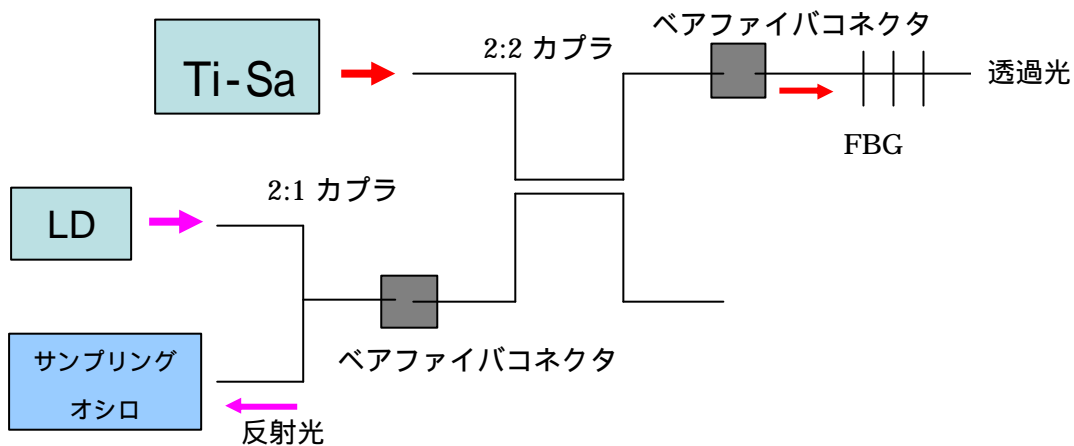 ベアファイバコネクタ
2:2 カプラ
Ti-Sa
透過光
FBG
2:1 カプラ
LD
サンプリング
オシロ
ベアファイバコネクタ
反射光